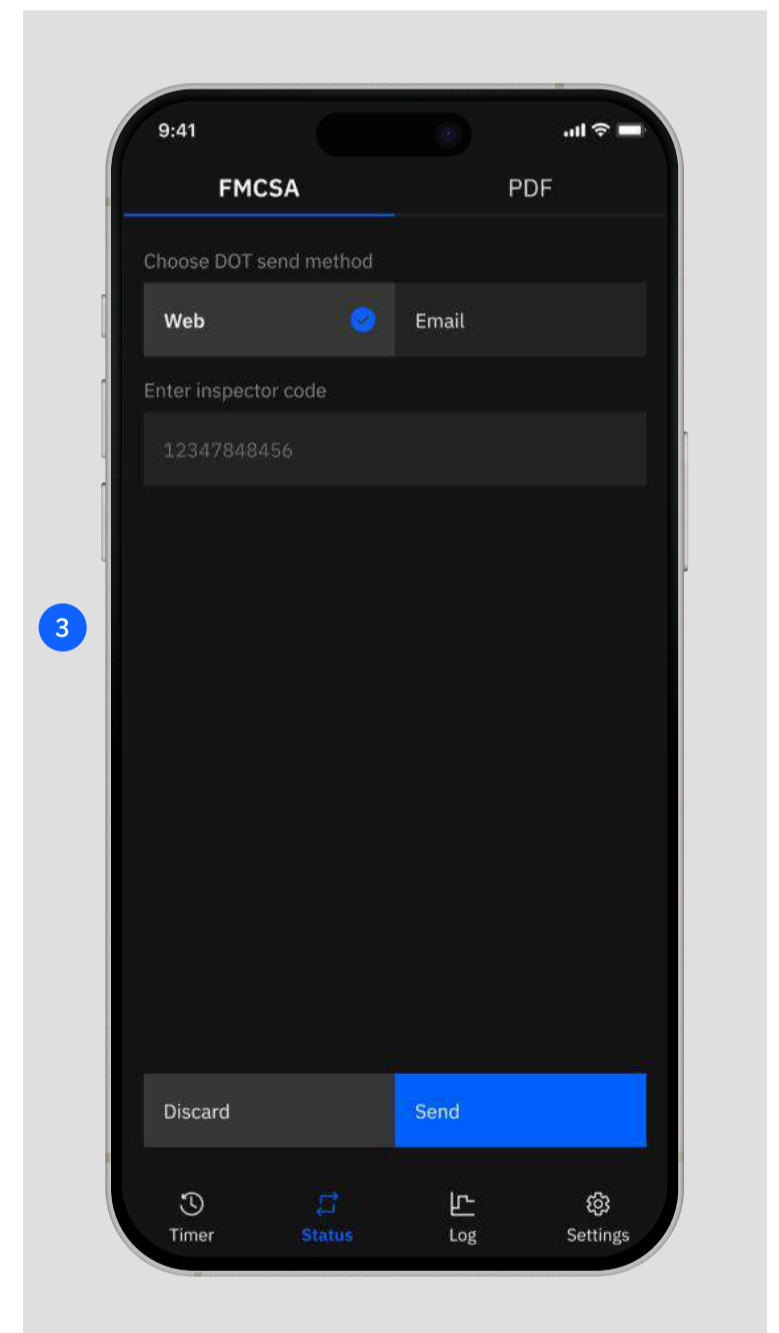 9:41
FMCSA PDF
Choose DOT send method
Web Email
Enter inspector code
12347848456
3
Discard Send
Timer Status Log Settings